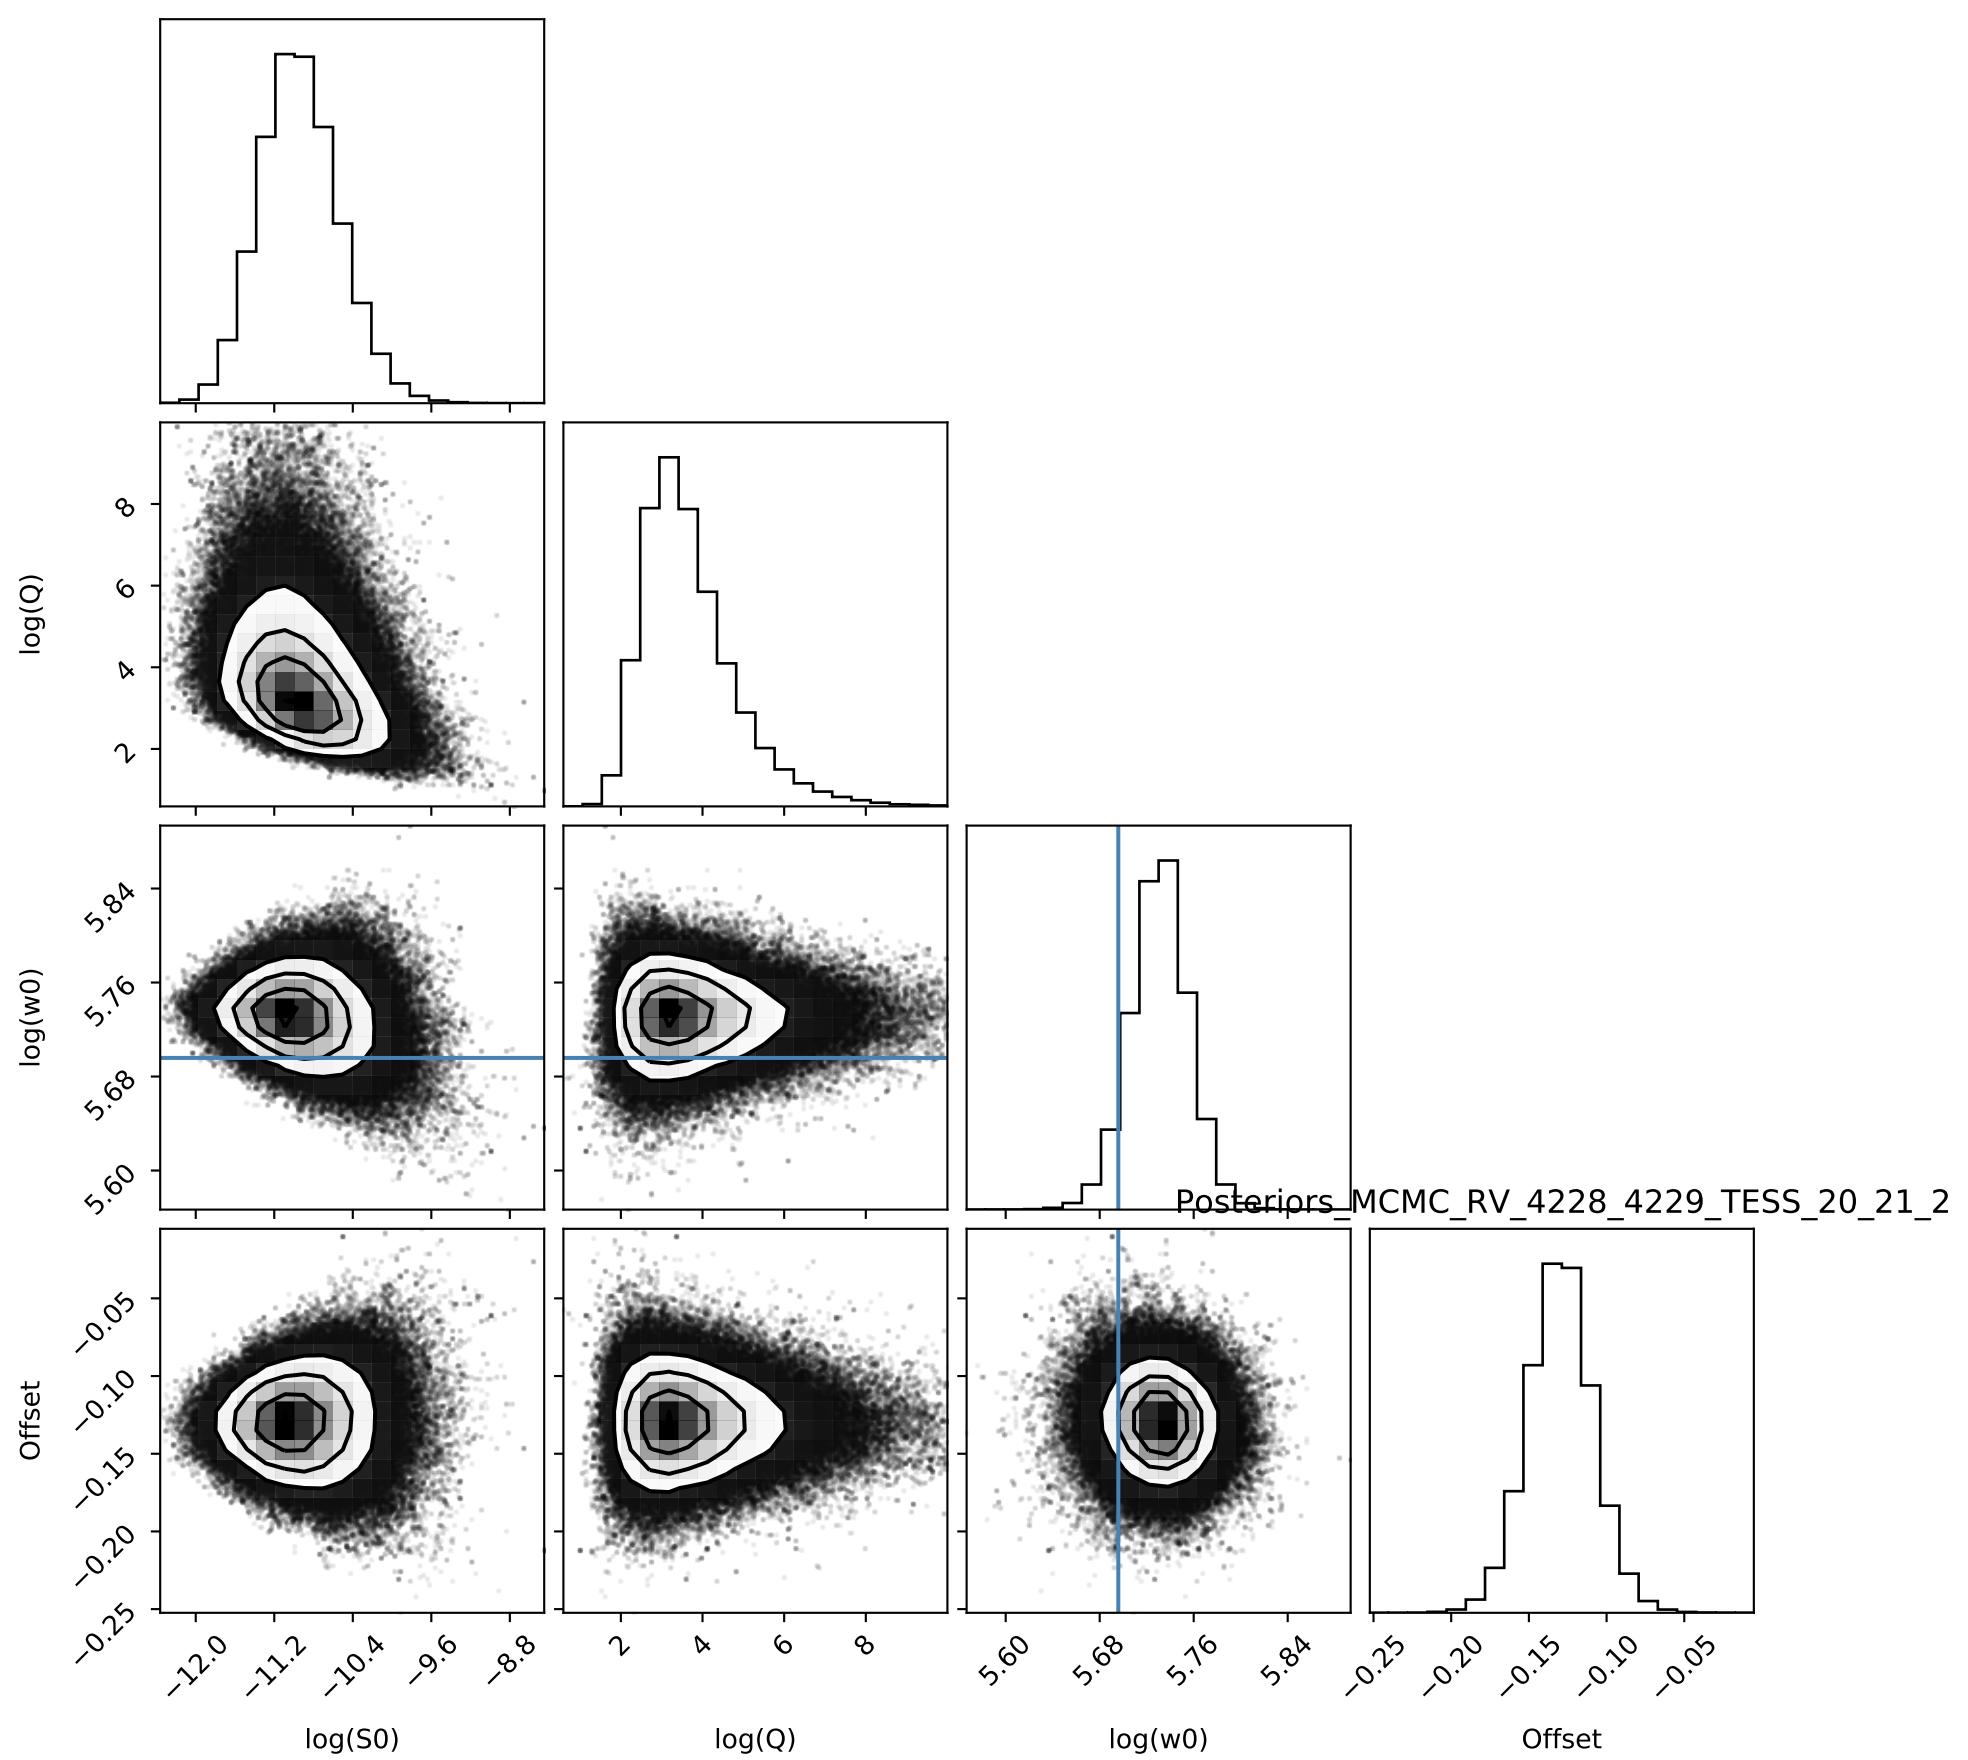 log(Q)
8
6
4
2
log(w0)
5.84
5.76
5.68
5.60
Posteriors_MCMC_RV_4228_4229_TESS_20_21_2
Offset
−0.05
−0.10
−0.15
−0.20
−0.25
−12.0 −11.2 −10.4 −9.6 −8.8
2 4 6 8
5.60 5.68 5.76 5.84
−0.25 −0.20 −0.15 −0.10 −0.05
log(S0) log(Q) log(w0) Offset